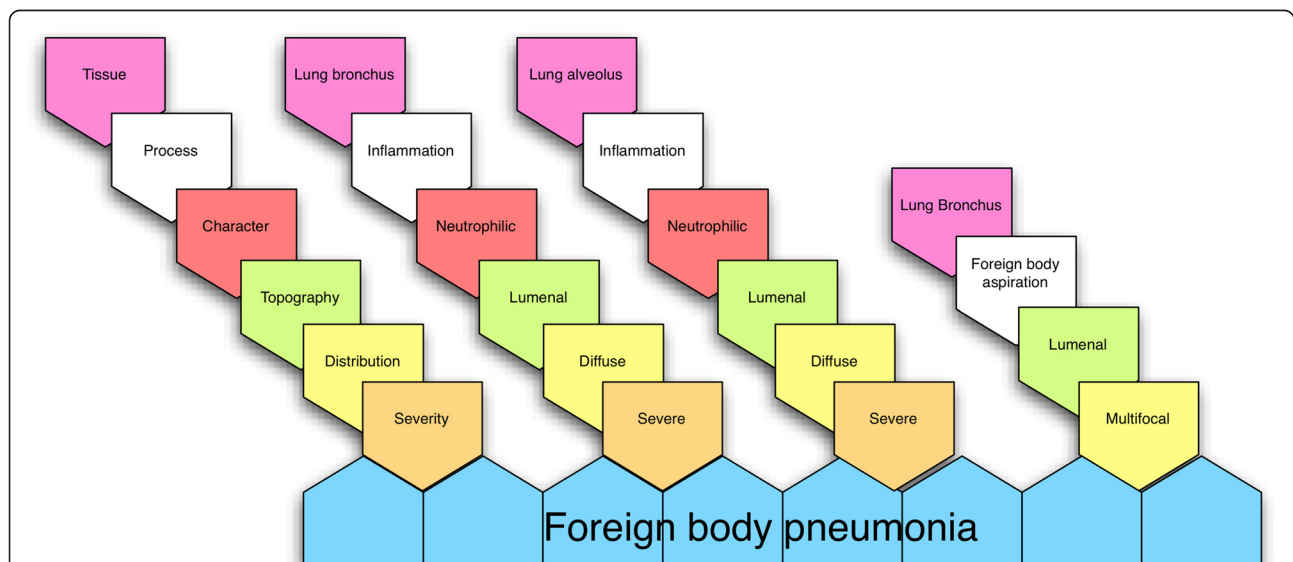 Tissue
Process
Character
Topography
Distribution
Severity
Lung bronchus
Inflammation
Neutrophilic
Lumenal
Diffuse
Severe
Lung alveolus
Inflammation
Neutrophilic
Lumenal
Diffuse
Severe
Lung Bronchus
Foreign body
aspiration
Lumenal
Multifocal
Foreign body pneumonia